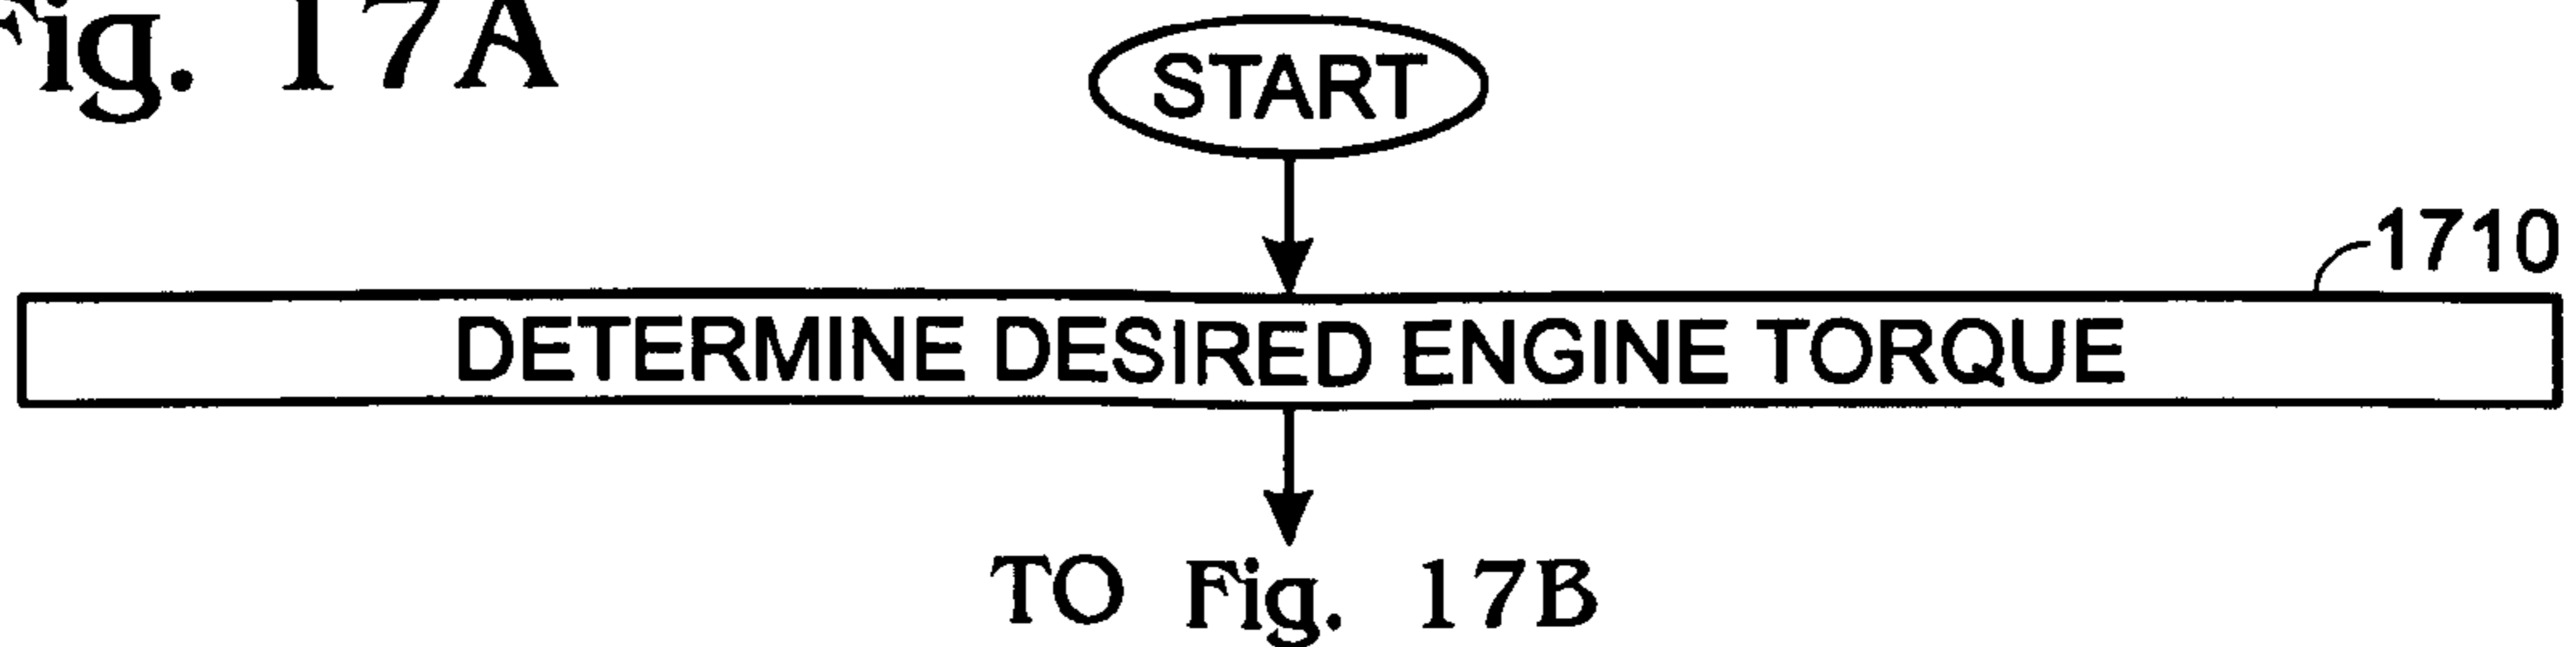 Fig. 17A
START
1710
DETERMINE DESIRED ENGINE TORQUE
TO Fig. 17B